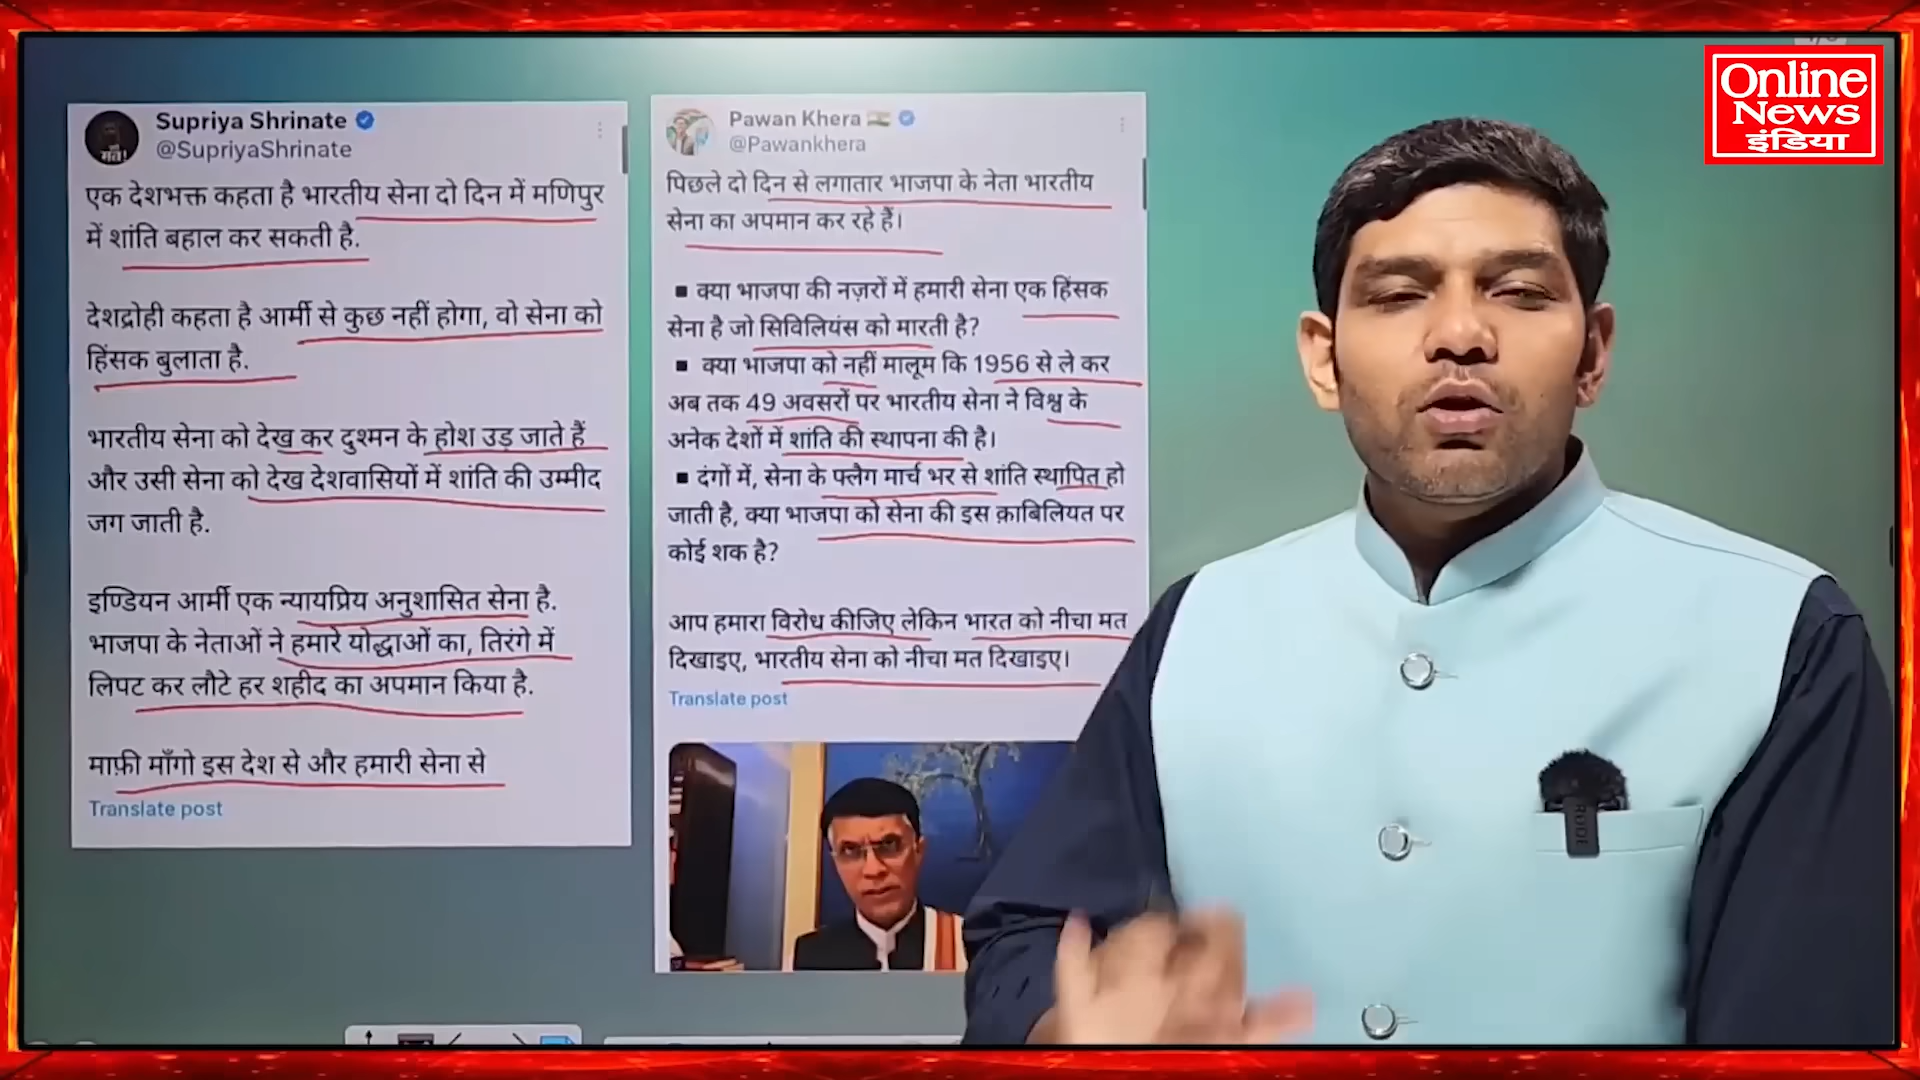 Online
News
इंडिया
Supriya Shrinate
@SupriyaShrinate
एक देशभक्त कहता है भारतीय सेना दो दिन में मणिपुर
में शांति बहाल कर सकती है.
देशद्रोही कहता है आर्मी से कुछ नहीं होगा, वो सेना को
हिंसक बुलाता है.
भारतीय सेना को देख कर दुश्मन के होश उड़ जाते हैं
और उसी सेना को देख देशवासियों में शांति की उम्मीद
जग जाती है.
इण्डियन आर्मी एक न्यायप्रिय अनुशासित सेना है.
भाजपा के नेताओं ने हमारे योद्धाओं का, तिरंगे में
लिपट कर लौटे हर शहीद का अपमान किया है.
माफ़ी माँगो इस देश से और हमारी सेना से
Translate post
Pawan Khera
@Pawankhera
पिछले दो दिन से लगातार भाजपा के नेता भारतीय
सेना का अपमान कर रहे हैं।
▪ क्या भाजपा की नज़रों में हमारी सेना एक हिंसक
सेना है जो सिविलियंस को मारती है?
▪ क्या भाजपा को नहीं मालूम कि 1956 से ले कर
अब तक 49 अवसरों पर भारतीय सेना ने विश्व के
अनेक देशों में शांति की स्थापना की है।
▪ दंगों में, सेना के फ्लैग मार्च भर से शांति स्थापित हो
जाती है, क्या भाजपा को सेना की इस क़ाबिलियत पर
कोई शक है?
आप हमारा विरोध कीजिए लेकिन भारत को नीचा मत
दिखाइए, भारतीय सेना को नीचा मत दिखाइए।
Translate post
RODE